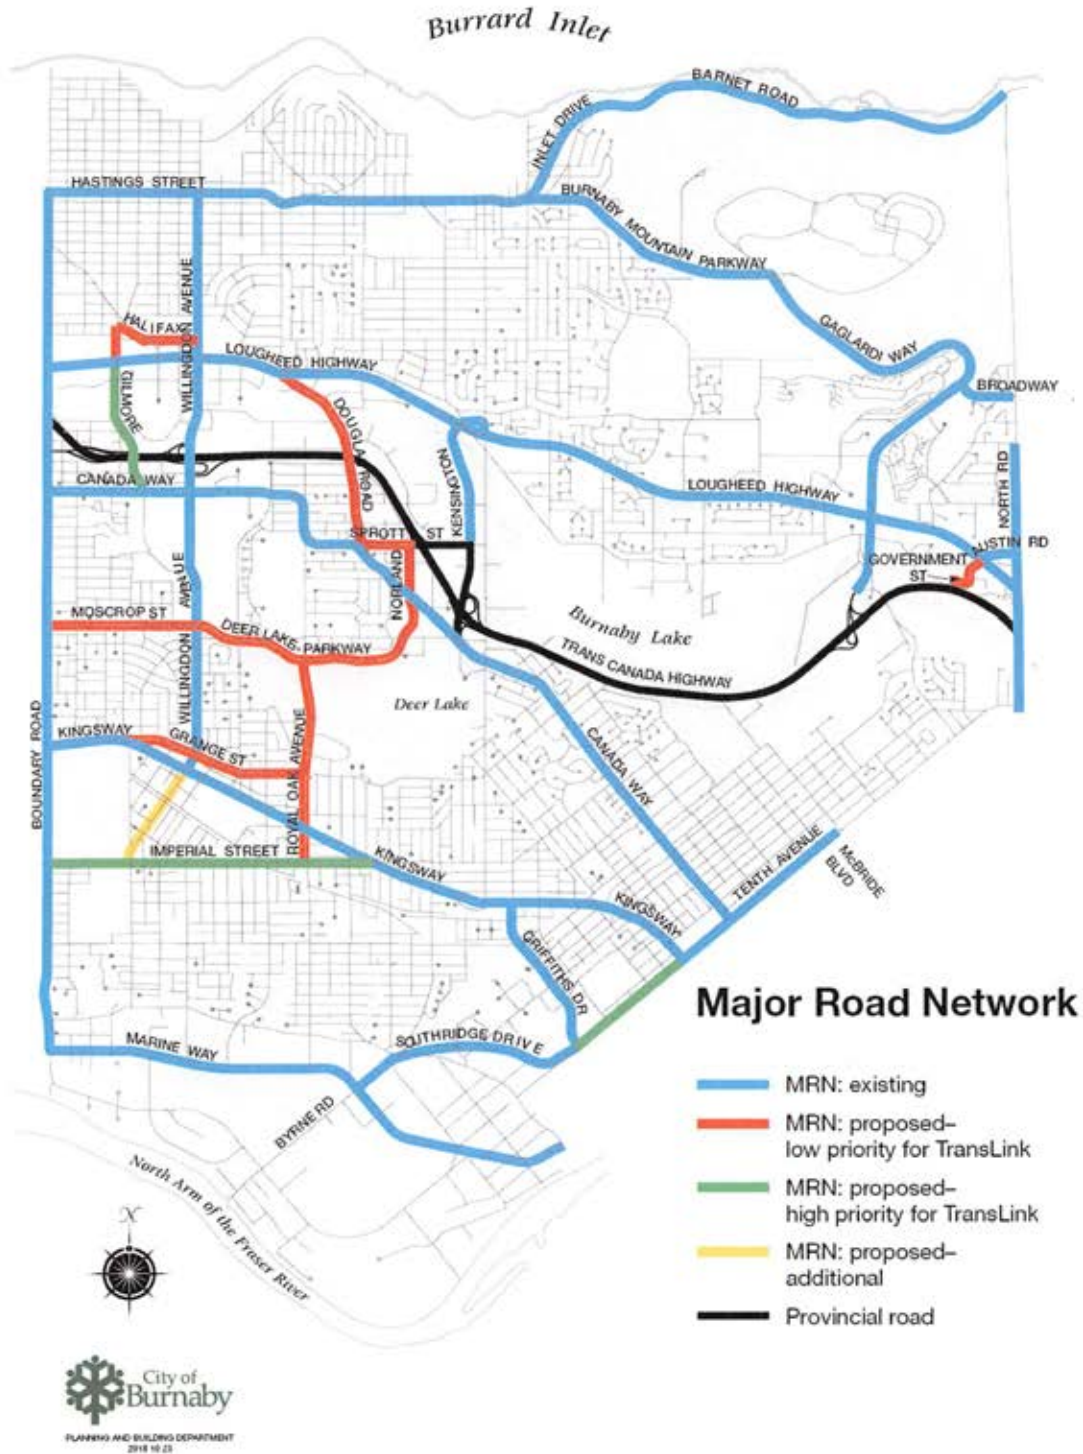 Burrard Inlet
BARNET ROAD
INLET DRIVE
HASTINGS STREET
BURNABY MOUNTAIN PARKWAY
WILLINGDON AVENUE
HALIFAX
GAGLARDI WAY
LOUGHEED HIGHWAY
BROADWAY
GILMORE
DOUGLA ROAD
KENSINGTON
NORTH RD
CANADA WAY
LOUGHEED HIGHWAY
SPROTT ST
AUSTIN RD
GOVERNMENT
ST
NORLAND
WILLINGDON AVENUE
MOSCROP ST
DEER LAKE PARKWAY
Burnaby Lake
TRANS CANADA HIGHWAY
Deer Lake
BOUNDARY ROAD
KINGSWAY
GRANGE ST
ROYAL OAK AVENUE
CANADA WAY
IMPERIAL STREET
KINGSWAY
TENTH AVENUE
McBRIDE
BLVD
KINGSWAY
GRIFFITHS DR
Major Road Network
MARINE WAY
SOUTHRIDGE DRIVE
BYRNE RD
MRN: existing
MRN: proposed–
low priority for TransLink
MRN: proposed–
high priority for TransLink
MRN: proposed–
additional
Provincial road
North Arm of the Fraser River
N
City of
Burnaby
PLANNING AND BUILDING DEPARTMENT
2018 10 23